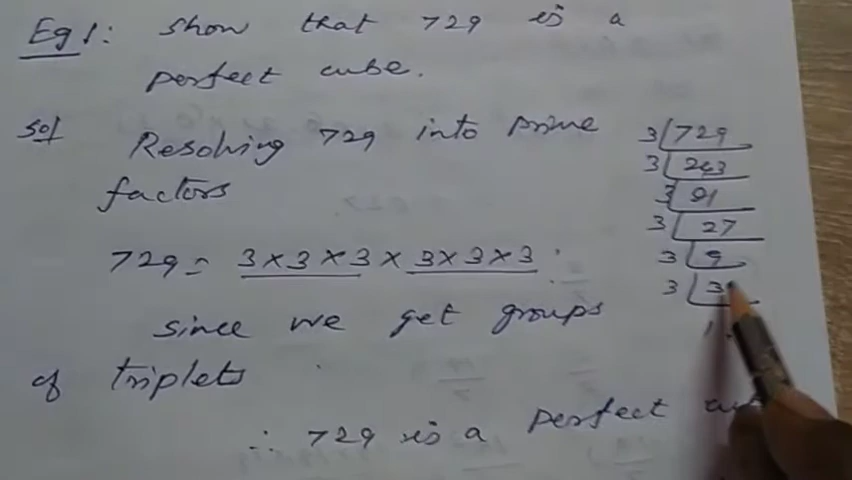 Eg 1: Show that 729 is a
perfect cube.
Sol Resolving 729 into prime
factors
729 = 3 × 3 × 3 × 3 × 3 × 3
since we get groups
of triplets
∴ 729 is a perfect
3 729
3 243
3 81
3 27
3 9
3 3
1